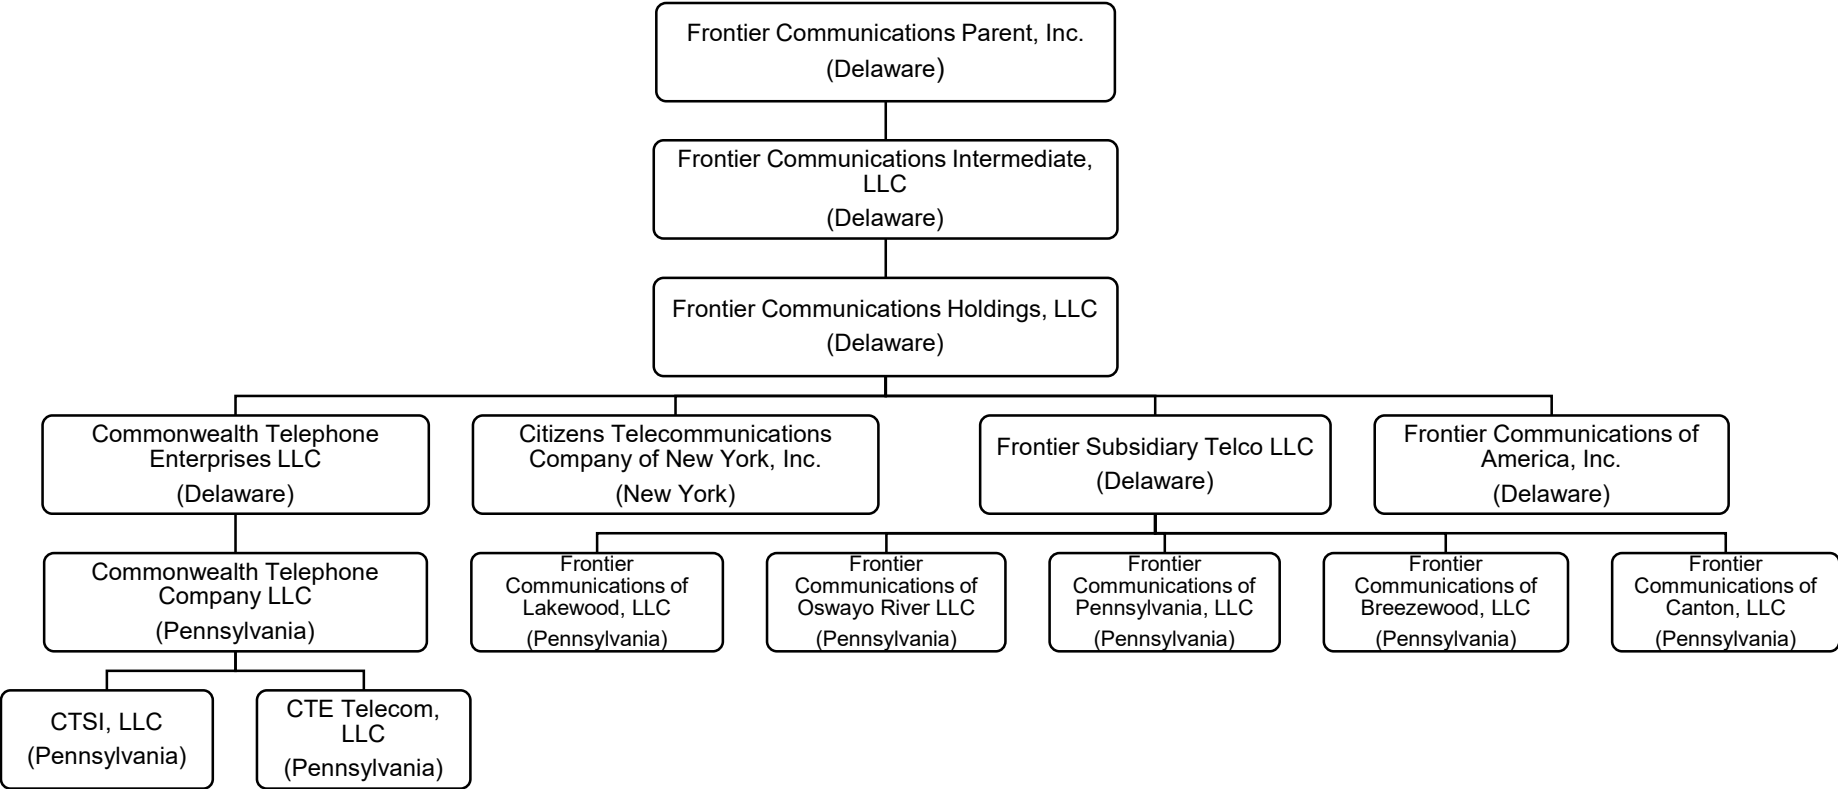 Frontier Communications Parent, Inc.
(Delaware)
Frontier Communications Intermediate,
LLC
(Delaware)
Frontier Communications Holdings, LLC
(Delaware)
Commonwealth Telephone
Enterprises LLC
(Delaware)
Citizens Telecommunications
Company of New York, Inc.
(New York)
Frontier Subsidiary Telco LLC
(Delaware)
Frontier Communications of
America, Inc.
(Delaware)
Commonwealth Telephone
Company LLC
(Pennsylvania)
Frontier
Communications of
Lakewood, LLC
(Pennsylvania)
Frontier
Communications of
Oswayo River LLC
(Pennsylvania)
Frontier
Communications of
Pennsylvania, LLC
(Pennsylvania)
Frontier
Communications of
Breezewood, LLC
(Pennsylvania)
Frontier
Communications of
Canton, LLC
(Pennsylvania)
CTSI, LLC
(Pennsylvania)
CTE Telecom,
LLC
(Pennsylvania)